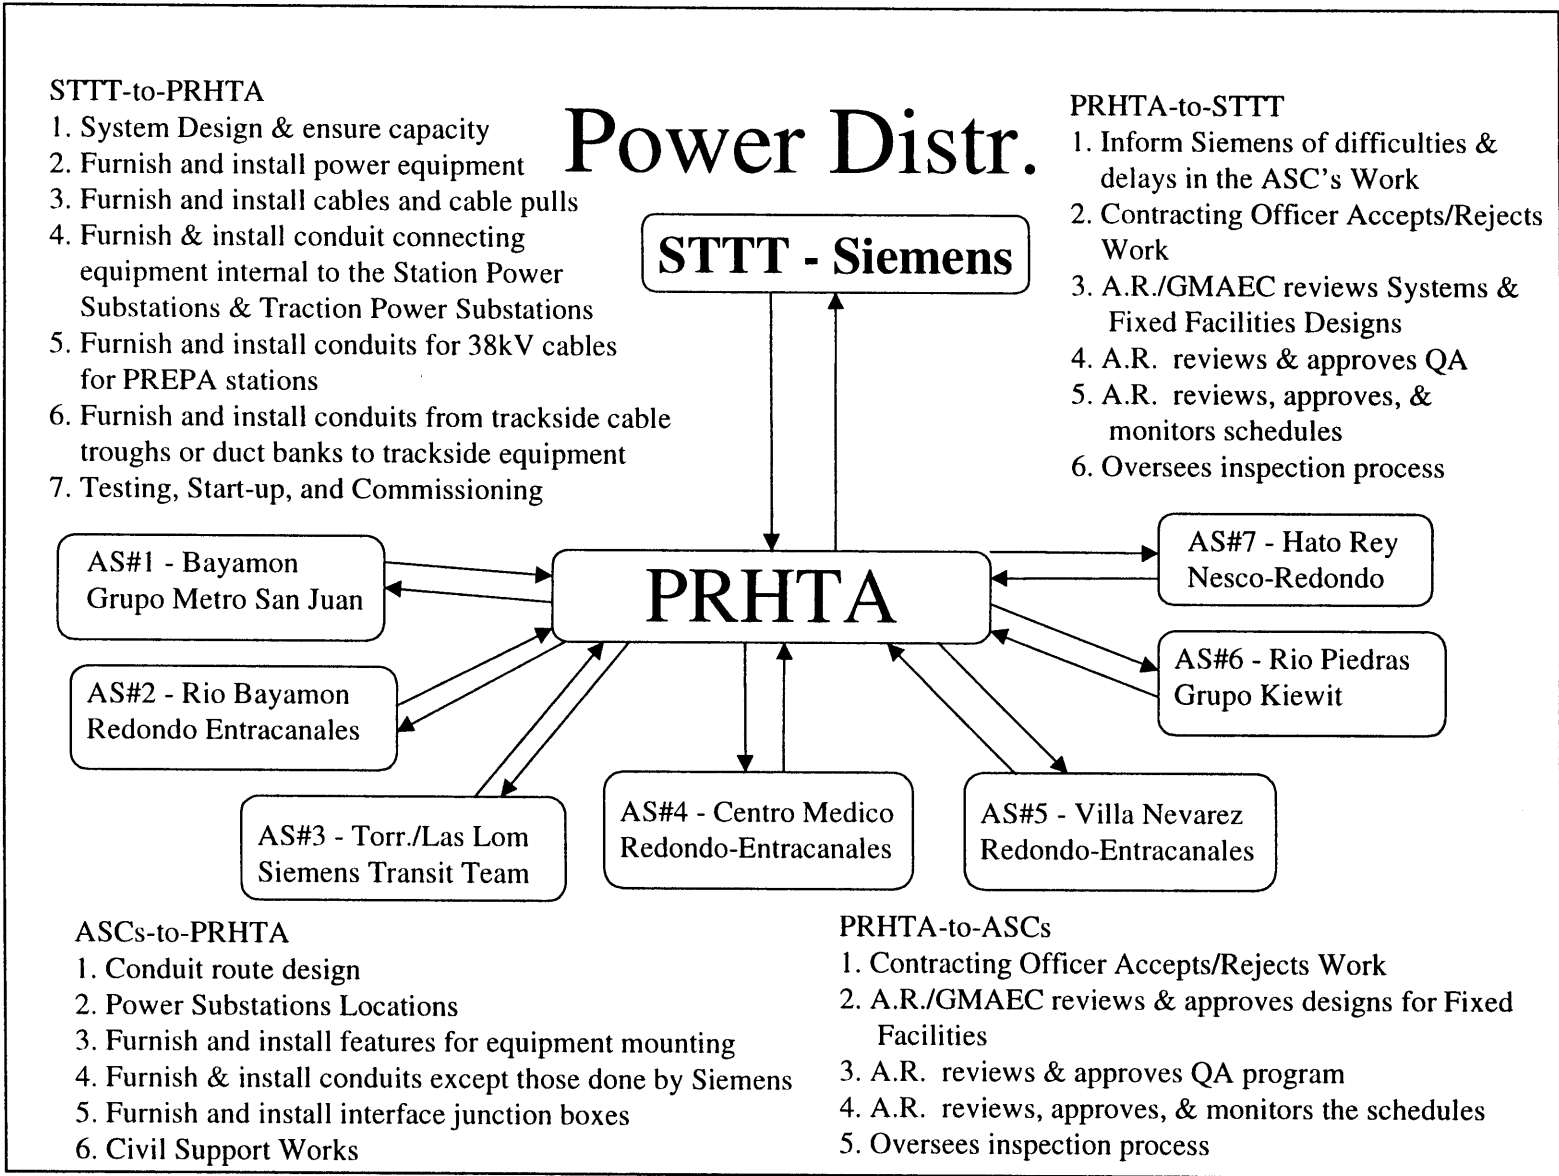 STTT-to-PRHTA
1. System Design & ensure capacity
2. Furnish and install power equipment
3. Furnish and install cables and cable pulls
4. Furnish & install conduit connecting
equipment internal to the Station Power
Substations & Traction Power Substations
5. Furnish and install conduits for 38kV cables
for PREPA stations
6. Furnish and install conduits from trackside cable
troughs or duct banks to trackside equipment
7. Testing, Start-up, and Commissioning
Power Distr.
STTT - Siemens
PRHTA-to-STTT
1. Inform Siemens of difficulties &
delays in the ASC's Work
2. Contracting Officer Accepts/Rejects
Work
3. A.R./GMAEC reviews Systems &
Fixed Facilities Designs
4. A.R. reviews & approves QA
5. A.R. reviews, approves, &
monitors schedules
6. Oversees inspection process
AS#1 - Bayamon
Grupo Metro San Juan
PRHTA
AS#7 - Hato Rey
Nesco-Redondo
AS#2 - Rio Bayamon
Redondo Entracanales
AS#6 - Rio Piedras
Grupo Kiewit
AS#3 - Torr./Las Lom
Siemens Transit Team
AS#4 - Centro Medico
Redondo-Entracanales
AS#5 - Villa Nevarez
Redondo-Entracanales
ASCs-to-PRHTA
1. Conduit route design
2. Power Substations Locations
3. Furnish and install features for equipment mounting
4. Furnish & install conduits except those done by Siemens
5. Furnish and install interface junction boxes
6. Civil Support Works
PRHTA-to-ASCs
1. Contracting Officer Accepts/Rejects Work
2. A.R./GMAEC reviews & approves designs for Fixed
Facilities
3. A.R. reviews & approves QA program
4. A.R. reviews, approves, & monitors the schedules
5. Oversees inspection process